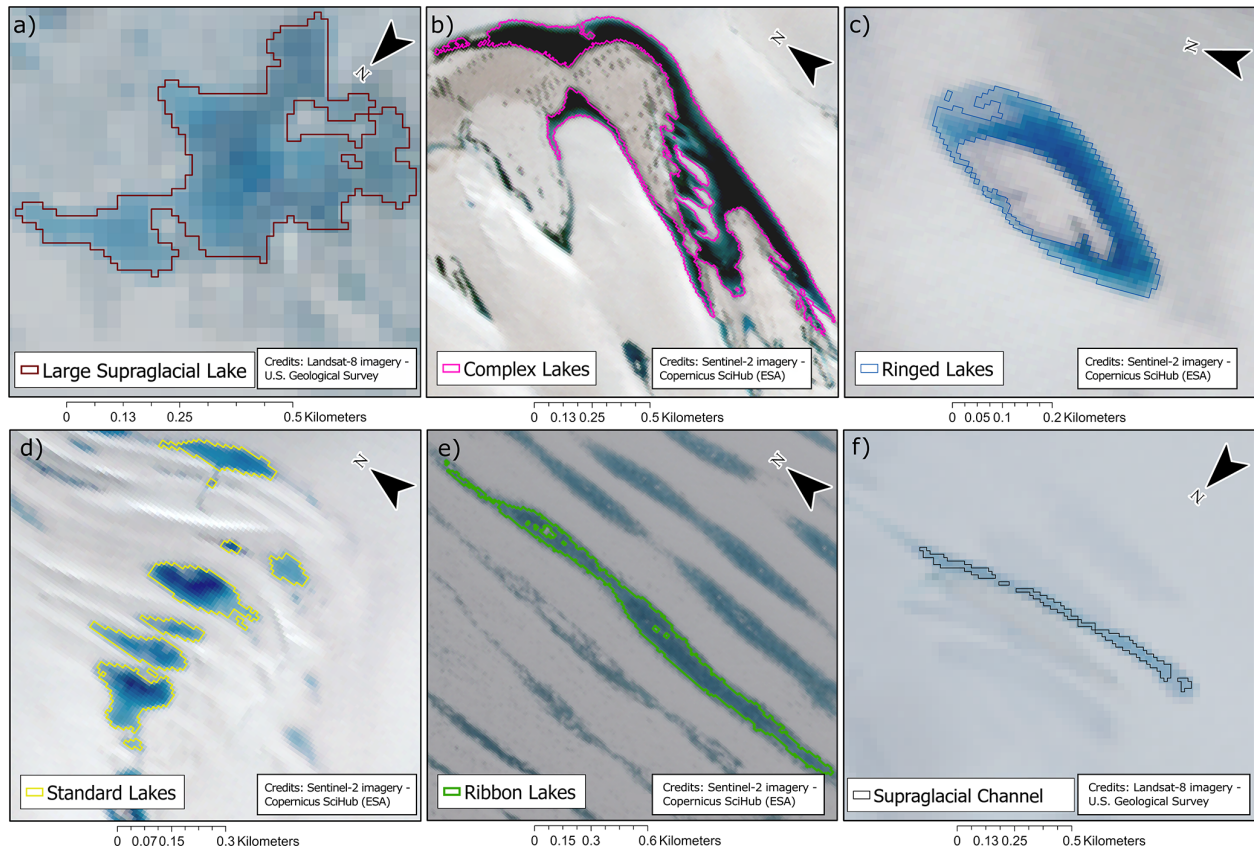 a)
N
Large Supraglacial Lake
Credits: Landsat-8 imagery -
U.S. Geological Survey
0 0.13 0.25 0.5 Kilometers
b)
N
Complex Lakes
Credits: Sentinel-2 imagery -
Copernicus SciHub (ESA)
0 0.13 0.25 0.5 Kilometers
c)
N
Ringed Lakes
Credits: Sentinel-2 imagery -
Copernicus SciHub (ESA)
0 0.05 0.1 0.2 Kilometers
d)
N
Standard Lakes
Credits: Sentinel-2 imagery -
Copernicus SciHub (ESA)
0 0.07 0.15 0.3 Kilometers
e)
N
Ribbon Lakes
Credits: Sentinel-2 imagery -
Copernicus SciHub (ESA)
0 0.15 0.3 0.6 Kilometers
f)
N
Supraglacial Channel
Credits: Landsat-8 imagery -
U.S. Geological Survey
0 0.13 0.25 0.5 Kilometers